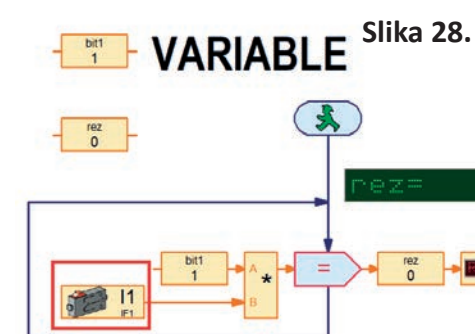 Slika 28.
bit1
1
VARIABLE
rez
0
rez=
bit1
1
A
B
*
=
rez
0
I1
IF1